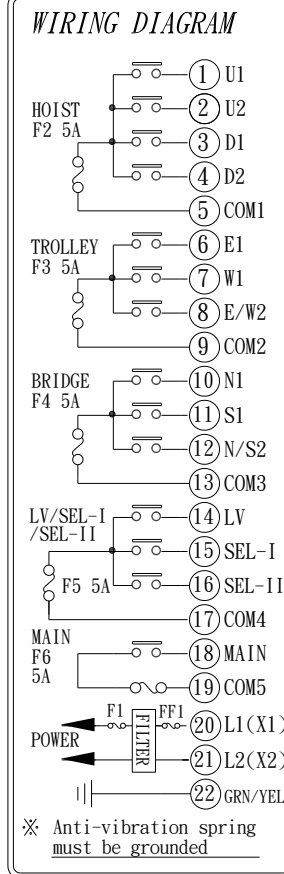 WIRING DIAGRAM
1 U1
HOIST 2 U2
F2 5A 3 D1
4 D2
5 COM1
TROLLEY 6 E1
F3 5A 7 W1
8 E/W2
9 COM2
BRIDGE 10 N1
F4 5A 11 S1
12 N/S2
13 COM3
LV/SEL-I 14 LV
/SEL-II 15 SEL-I
F5 5A 16 SEL-II
17 COM4
MAIN 18 MAIN
F6
5A 19 COM5
F1 FILTER FF1 20 L1(X1)
POWER 21 L2(X2)
22 GRN/YEL
※ Anti-vibration spring
must be grounded